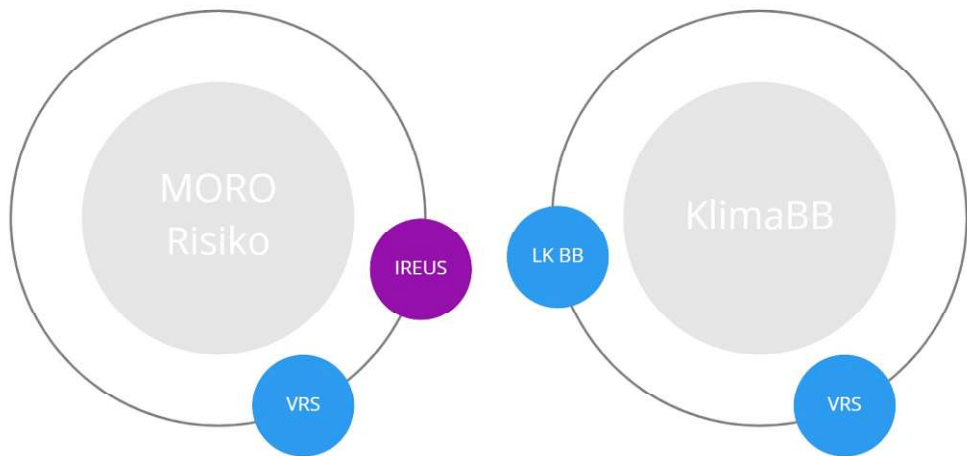 MORO
Risiko
IREUS
VRS
KlimaBB
LK BB
VRS